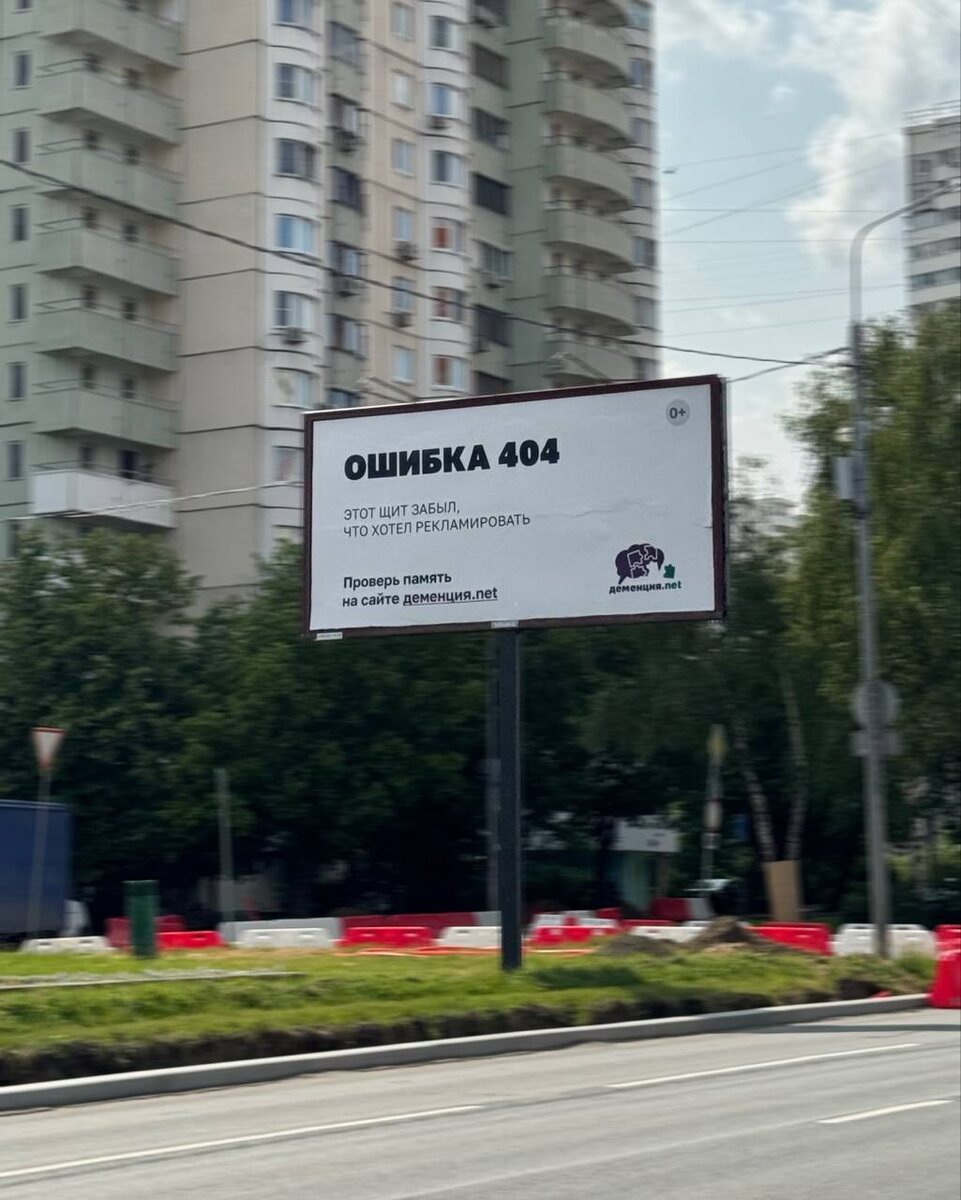 0+
ОШИБКА 404
ЭТОТ ЩИТ ЗАБЫЛ,
ЧТО ХОТЕЛ РЕКЛАМИРОВАТЬ
Проверь память
на сайте деменция.net
деменция.net